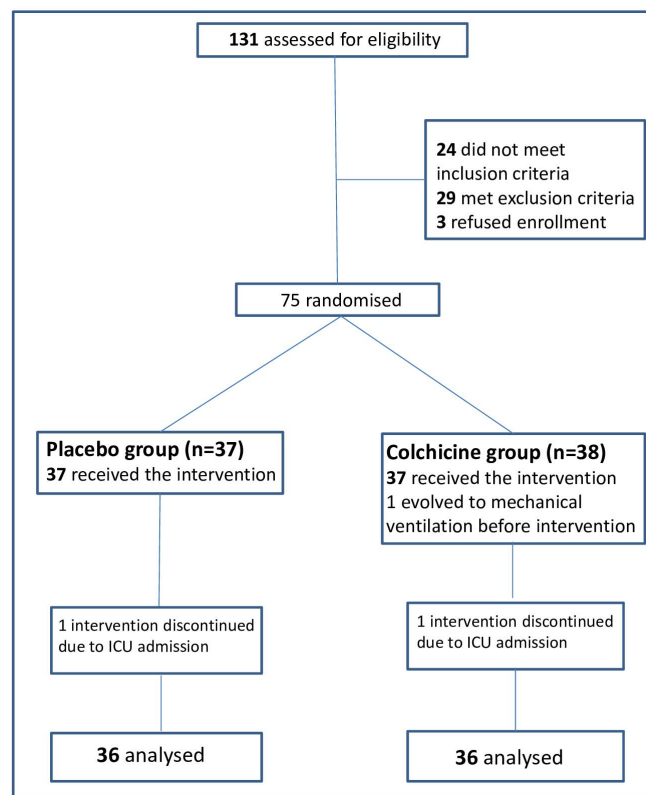 131 assessed for eligibility
24 did not meet
inclusion criteria
29 met exclusion criteria
3 refused enrollment
75 randomised
Placebo group (n=37)
37 received the intervention
Colchicine group (n=38)
37 received the intervention
1 evolved to mechanical
ventilation before intervention
1 intervention discontinued
due to ICU admission
1 intervention discontinued
due to ICU admission
36 analysed
36 analysed